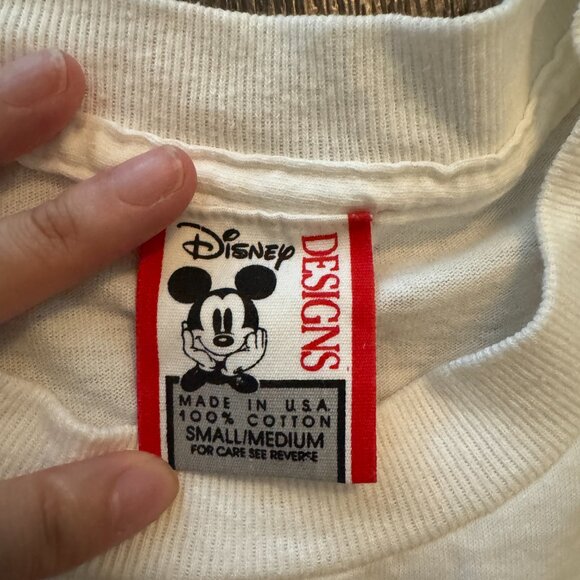 Disney
DESIGNS
MADE IN U.S.A.
100% COTTON
SMALL/MEDIUM
FOR CARE SEE REVERSE